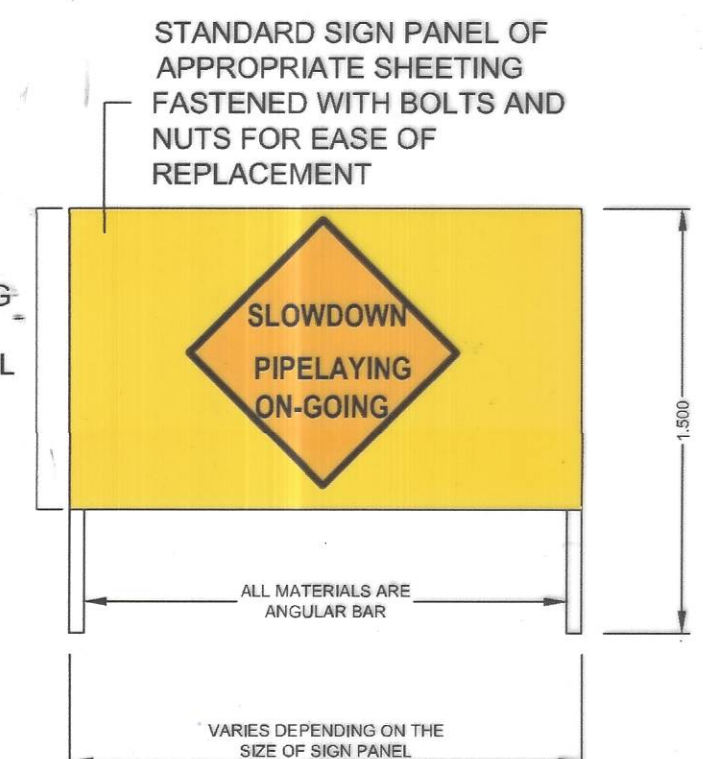 STANDARD SIGN PANEL OF
APPROPRIATE SHEETING
FASTENED WITH BOLTS AND
NUTS FOR EASE OF
REPLACEMENT
G
L
SLOWDOWN
PIPELAYING
ON-GOING
1.500
ALL MATERIALS ARE
ANGULAR BAR
VARIES DEPENDING ON THE
SIZE OF SIGN PANEL